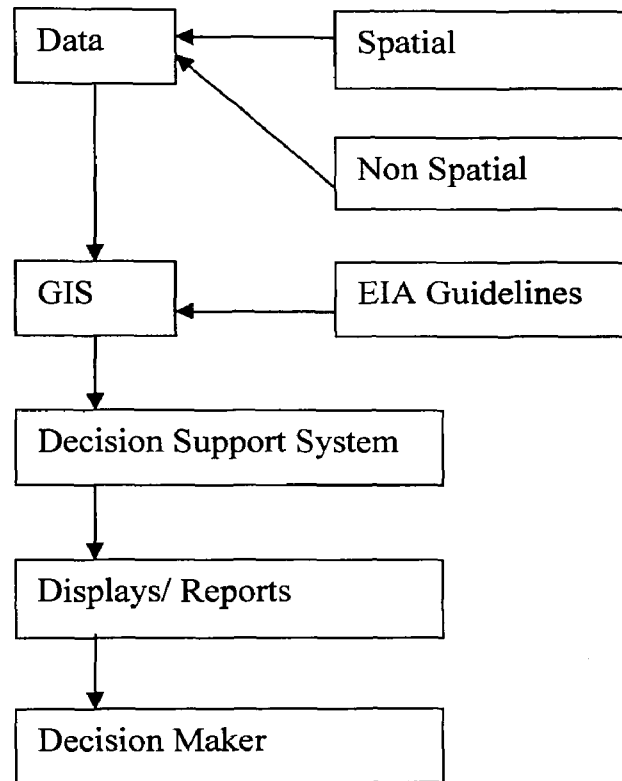 Data
Spatial
Non Spatial
GIS
EIA Guidelines
Decision Support System
Displays/ Reports
Decision Maker